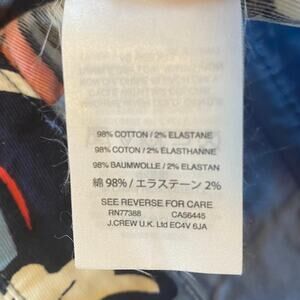 98% COTTON / 2% ELASTANE
98% COTON / 2% ELASTHANNE
98% BAUMWOLLE / 2% ELASTAN
綿 98% / エラステーン 2%
SEE REVERSE FOR CARE
RN77388 CA56445
J.CREW U.K. Ltd EC4V 6JA